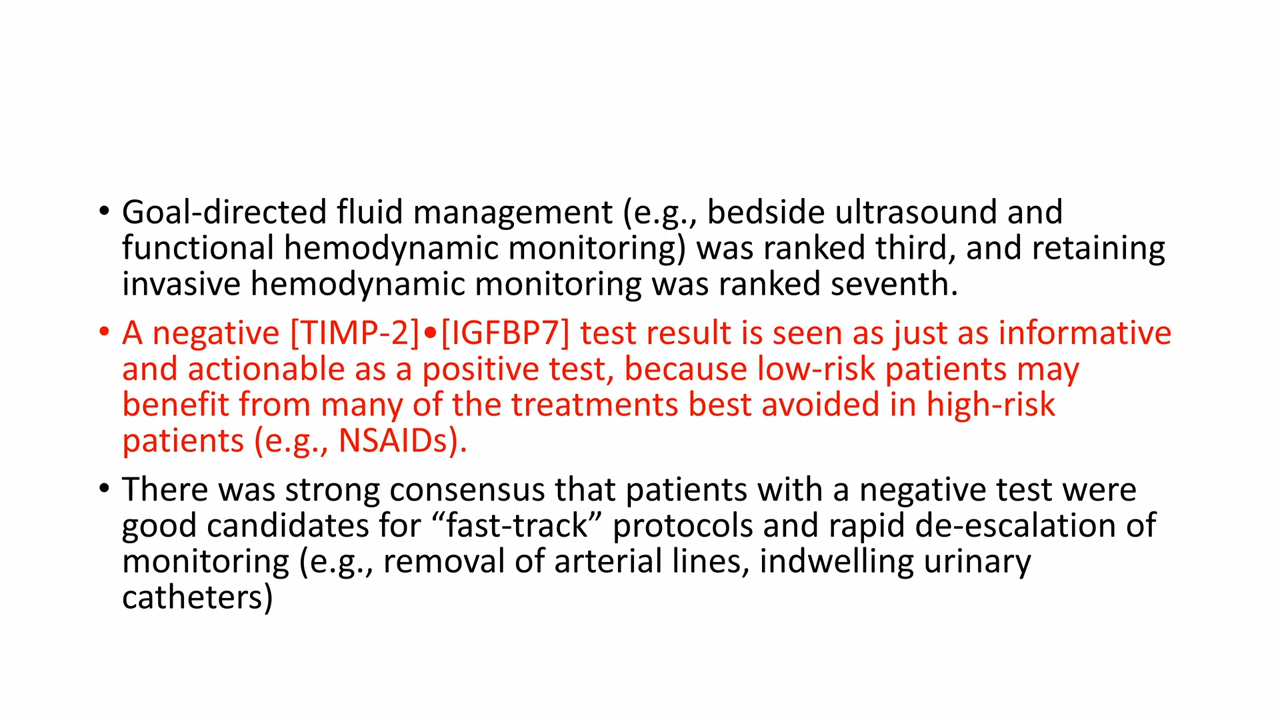 • Goal-directed fluid management (e.g., bedside ultrasound and
functional hemodynamic monitoring) was ranked third, and retaining
invasive hemodynamic monitoring was ranked seventh.
• A negative [TIMP-2]•[IGFBP7] test result is seen as just as informative
and actionable as a positive test, because low-risk patients may
benefit from many of the treatments best avoided in high-risk
patients (e.g., NSAIDs).
• There was strong consensus that patients with a negative test were
good candidates for “fast-track” protocols and rapid de-escalation of
monitoring (e.g., removal of arterial lines, indwelling urinary
catheters)